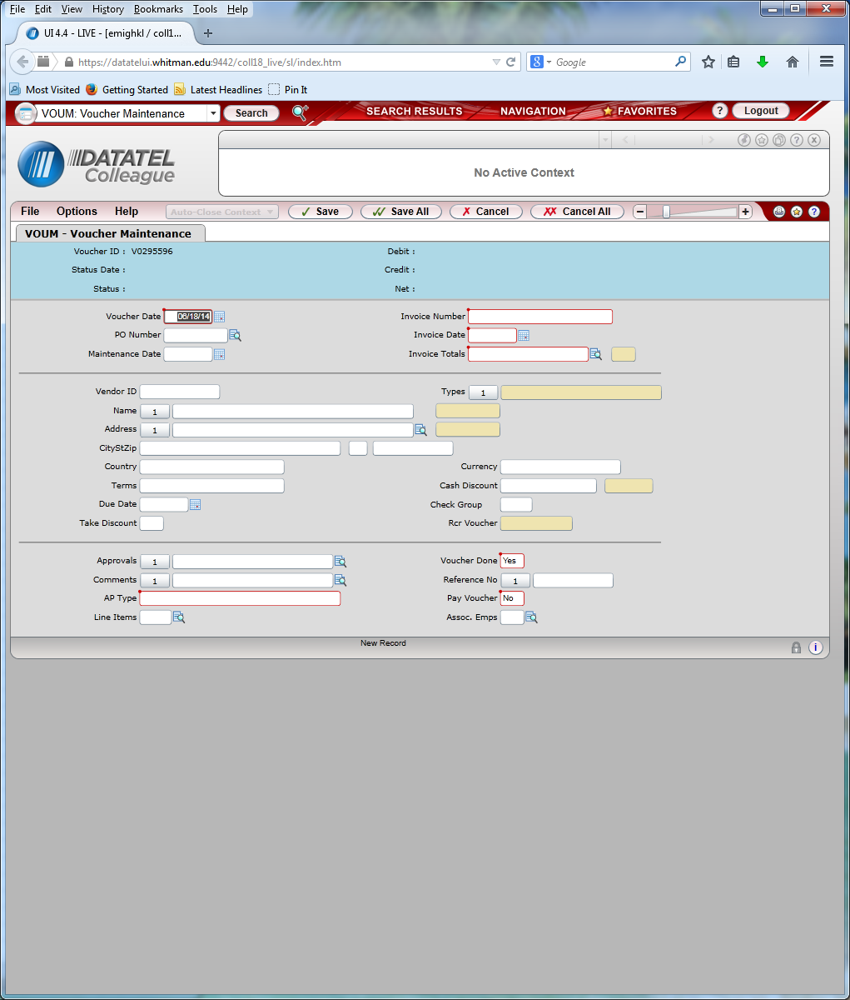 File Edit View History Bookmarks Tools Help
UI 4.4 - LIVE - [emighkl / coll1...
https://datatelui.whitman.edu:9442/coll18_live/sl/index.htm
Google
Most Visited Getting Started Latest Headlines Pin It
VOUM: Voucher Maintenance Search SEARCH RESULTS NAVIGATION FAVORITES ? Logout
DATATEL
Colleague
No Active Context
File Options Help Auto-Close Context Save Save All Cancel Cancel All
VOUM - Voucher Maintenance
Voucher ID : V0295596 Debit :
Status Date : Credit :
Status : Net :
Voucher Date 06/18/14 Invoice Number
PO Number Invoice Date
Maintenance Date Invoice Totals
Vendor ID Types 1
Name 1
Address 1
CityStZip
Country Currency
Terms Cash Discount
Due Date Check Group
Take Discount Rcr Voucher
Approvals 1 Voucher Done Yes
Comments 1 Reference No 1
AP Type Pay Voucher No
Line Items Assoc. Emps
New Record